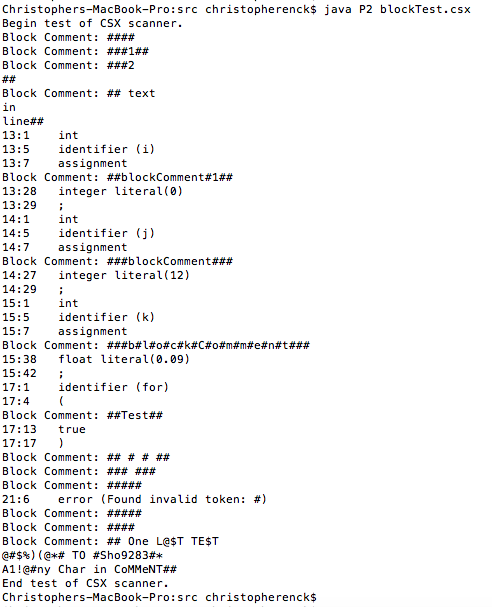 Christophers-MacBook-Pro:src christopherenck$ java P2 blockTest.csx
Begin test of CSX scanner.
Block Comment: ####
Block Comment: ###1##
Block Comment: ###2
##
Block Comment: ## text
in
line##
13:1 int
13:5 identifier (i)
13:7 assignment
Block Comment: ##blockComment#1##
13:28 integer literal(0)
13:29 ;
14:1 int
14:5 identifier (j)
14:7 assignment
Block Comment: ###blockComment###
14:27 integer literal(12)
14:29 ;
15:1 int
15:5 identifier (k)
15:7 assignment
Block Comment: ###b#l#o#c#k#C#o#m#m#e#n#t###
15:38 float literal(0.09)
15:42 ;
17:1 identifier (for)
17:4 (
Block Comment: ##Test##
17:13 true
17:17 )
Block Comment: ## # # ##
Block Comment: ### ###
Block Comment: #####
21:6 error (Found invalid token: #)
Block Comment: #####
Block Comment: ####
Block Comment: ## One L@$T TE$T
@#$%)(@*# TO #Sho9283#*
A1!@#ny Char in CoMMeNT##
End test of CSX scanner.
Christophers-MacBook-Pro:src christopherenck$